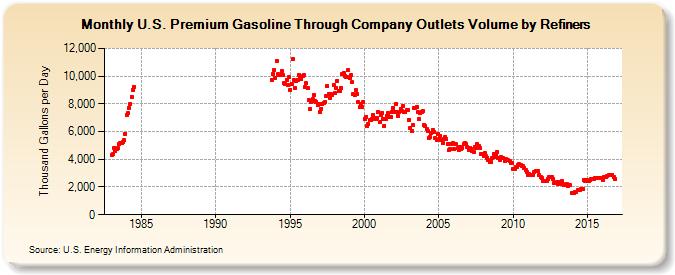 Monthly U.S. Premium Gasoline Through Company Outlets Volume by Refiners
Thousand Gallons per Day
12,000
10,000
8,000
6,000
4,000
2,000
0
1985 1990 1995 2000 2005 2010 2015
Source: U.S. Energy Information Administration